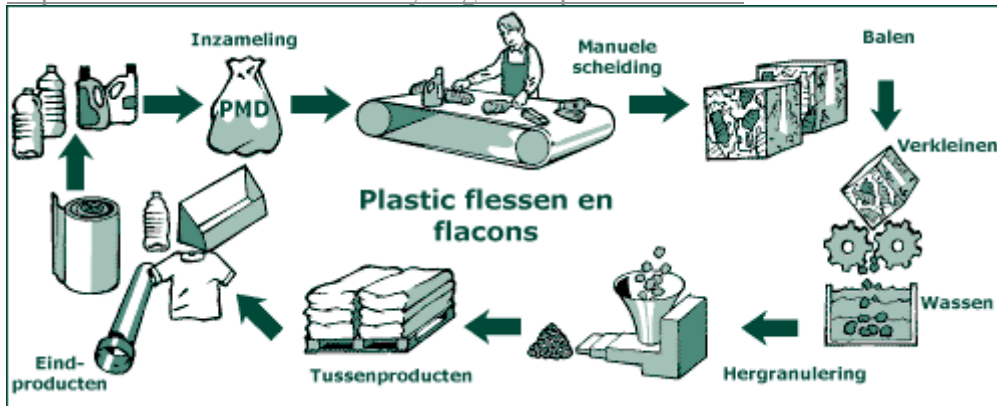 Inzameling
Manuele
scheiding
Balen
PMD
Verkleinen
Plastic flessen en
flacons
Wassen
Hergranulering
Tussenproducten
Eind-
producten